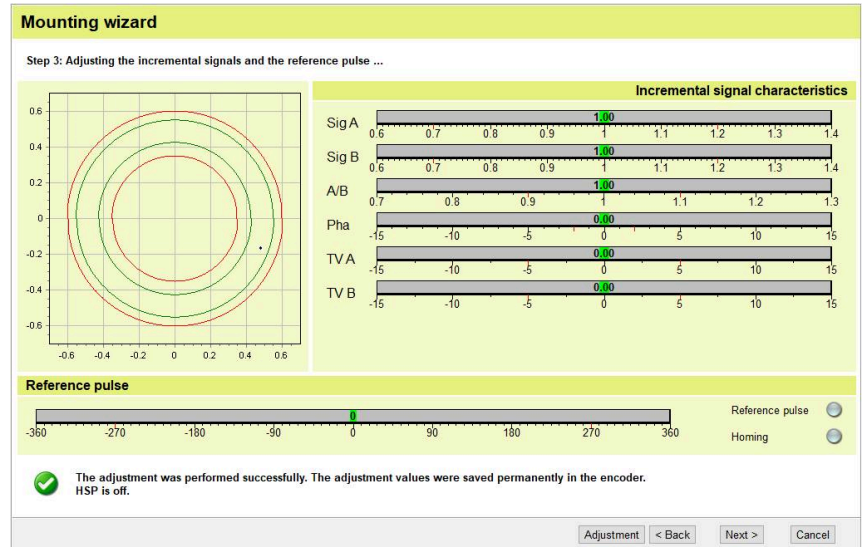 Mounting wizard
Step 3: Adjusting the incremental signals and the reference pulse ...
Incremental signal characteristics
0.6
0.4
0.2
0
-0.2
-0.4
-0.6
-0.6 -0.4 -0.2 0 0.2 0.4 0.6
Sig A
1.00
0.6 0.7 0.8 0.9 1 1.1 1.2 1.3 1.4
Sig B
1.00
0.6 0.7 0.8 0.9 1 1.1 1.2 1.3 1.4
A/B
1.00
0.7 0.8 0.9 1 1.1 1.2 1.3
Pha
0.00
-15 -10 -5 0 5 10 15
TV A
0.00
-15 -10 -5 0 5 10 15
TV B
0.00
-15 -10 -5 0 5 10 15
Reference pulse
0
-360 -270 -180 -90 0 90 180 270 360
Reference pulse
Homing
The adjustment was performed successfully. The adjustment values were saved permanently in the encoder.
HSP is off.
Adjustment < Back Next > Cancel